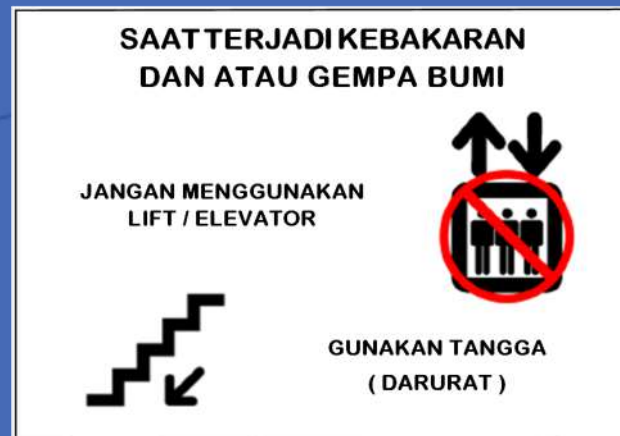 SAAT TERJADI KEBAKARAN
DAN ATAU GEMPA BUMI
JANGAN MENGGUNAKAN
LIFT / ELEVATOR
GUNAKAN TANGGA
( DARURAT )